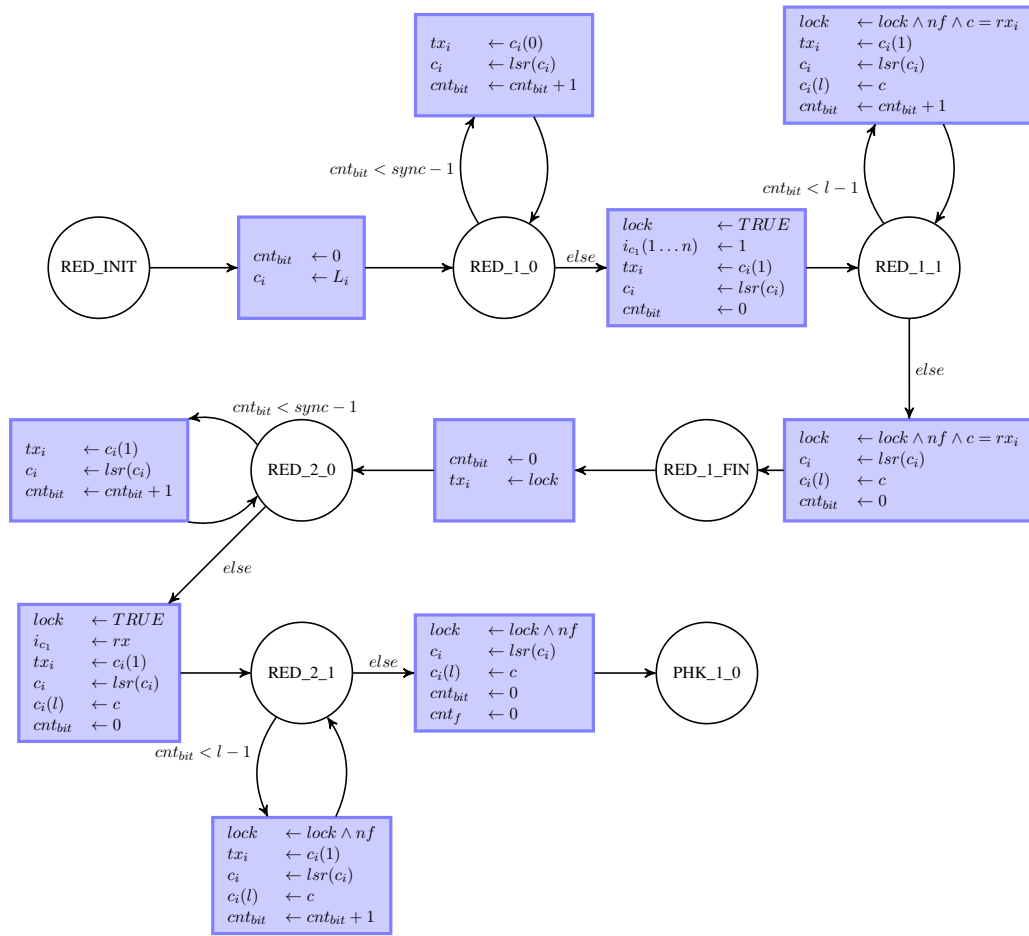 tx_i ← c_i(0)
c_i ← lsr(c_i)
cnt_bit ← cnt_bit + 1
lock ← lock ∧ nf ∧ c = rx_i
tx_i ← c_i(1)
c_i ← lsr(c_i)
c_i(l) ← c
cnt_bit ← cnt_bit + 1
cnt_bit < sync − 1
cnt_bit < l − 1
RED_INIT
cnt_bit ← 0
c_i ← L_i
RED_1_0
else
lock ← TRUE
i_{c_1}(1 … n) ← 1
tx_i ← c_i(1)
c_i ← lsr(c_i)
cnt_bit ← 0
RED_1_1
else
cnt_bit < sync − 1
tx_i ← c_i(1)
c_i ← lsr(c_i)
cnt_bit ← cnt_bit + 1
RED_2_0
cnt_bit ← 0
tx_i ← lock
RED_1_FIN
lock ← lock ∧ nf ∧ c = rx_i
c_i ← lsr(c_i)
c_i(l) ← c
cnt_bit ← 0
else
lock ← TRUE
i_{c_1} ← rx
tx_i ← c_i(1)
c_i ← lsr(c_i)
c_i(l) ← c
cnt_bit ← 0
RED_2_1
else
lock ← lock ∧ nf
c_i ← lsr(c_i)
c_i(l) ← c
cnt_bit ← 0
cnt_f ← 0
PHK_1_0
cnt_bit < l − 1
lock ← lock ∧ nf
tx_i ← c_i(1)
c_i ← lsr(c_i)
c_i(l) ← c
cnt_bit ← cnt_bit + 1